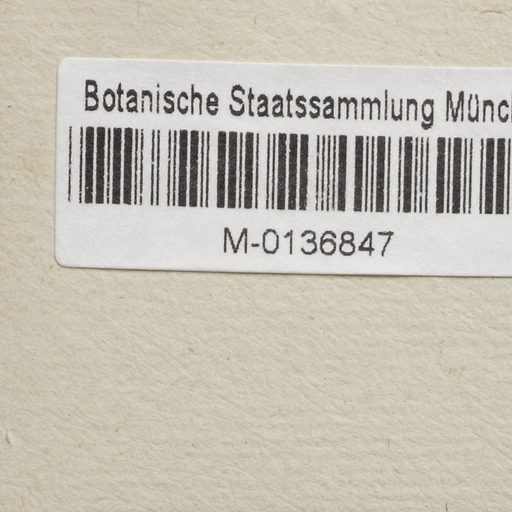 Botanische Staatssammlung Münc
M-0136847